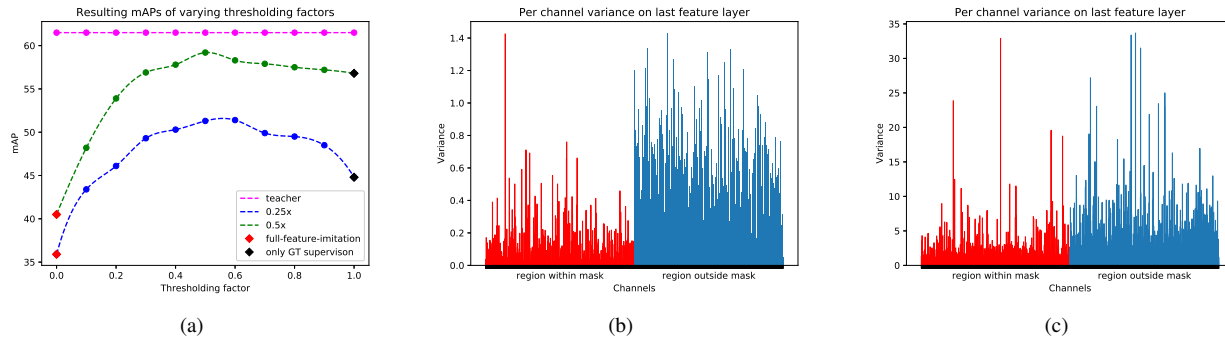 Resulting mAPs of varying thresholding factors
mAP
60
55
50
45
40
35
0.0 0.2 0.4 0.6 0.8 1.0
Thresholding factor
teacher
0.25x
0.5x
full-feature-imitation
only GT supervison
(a)
Per channel variance on last feature layer
Variance
1.4
1.2
1.0
0.8
0.6
0.4
0.2
0.0
region within mask region outside mask
Channels
(b)
Per channel variance on last feature layer
Variance
35
30
25
20
15
10
5
0
region within mask region outside mask
Channels
(c)